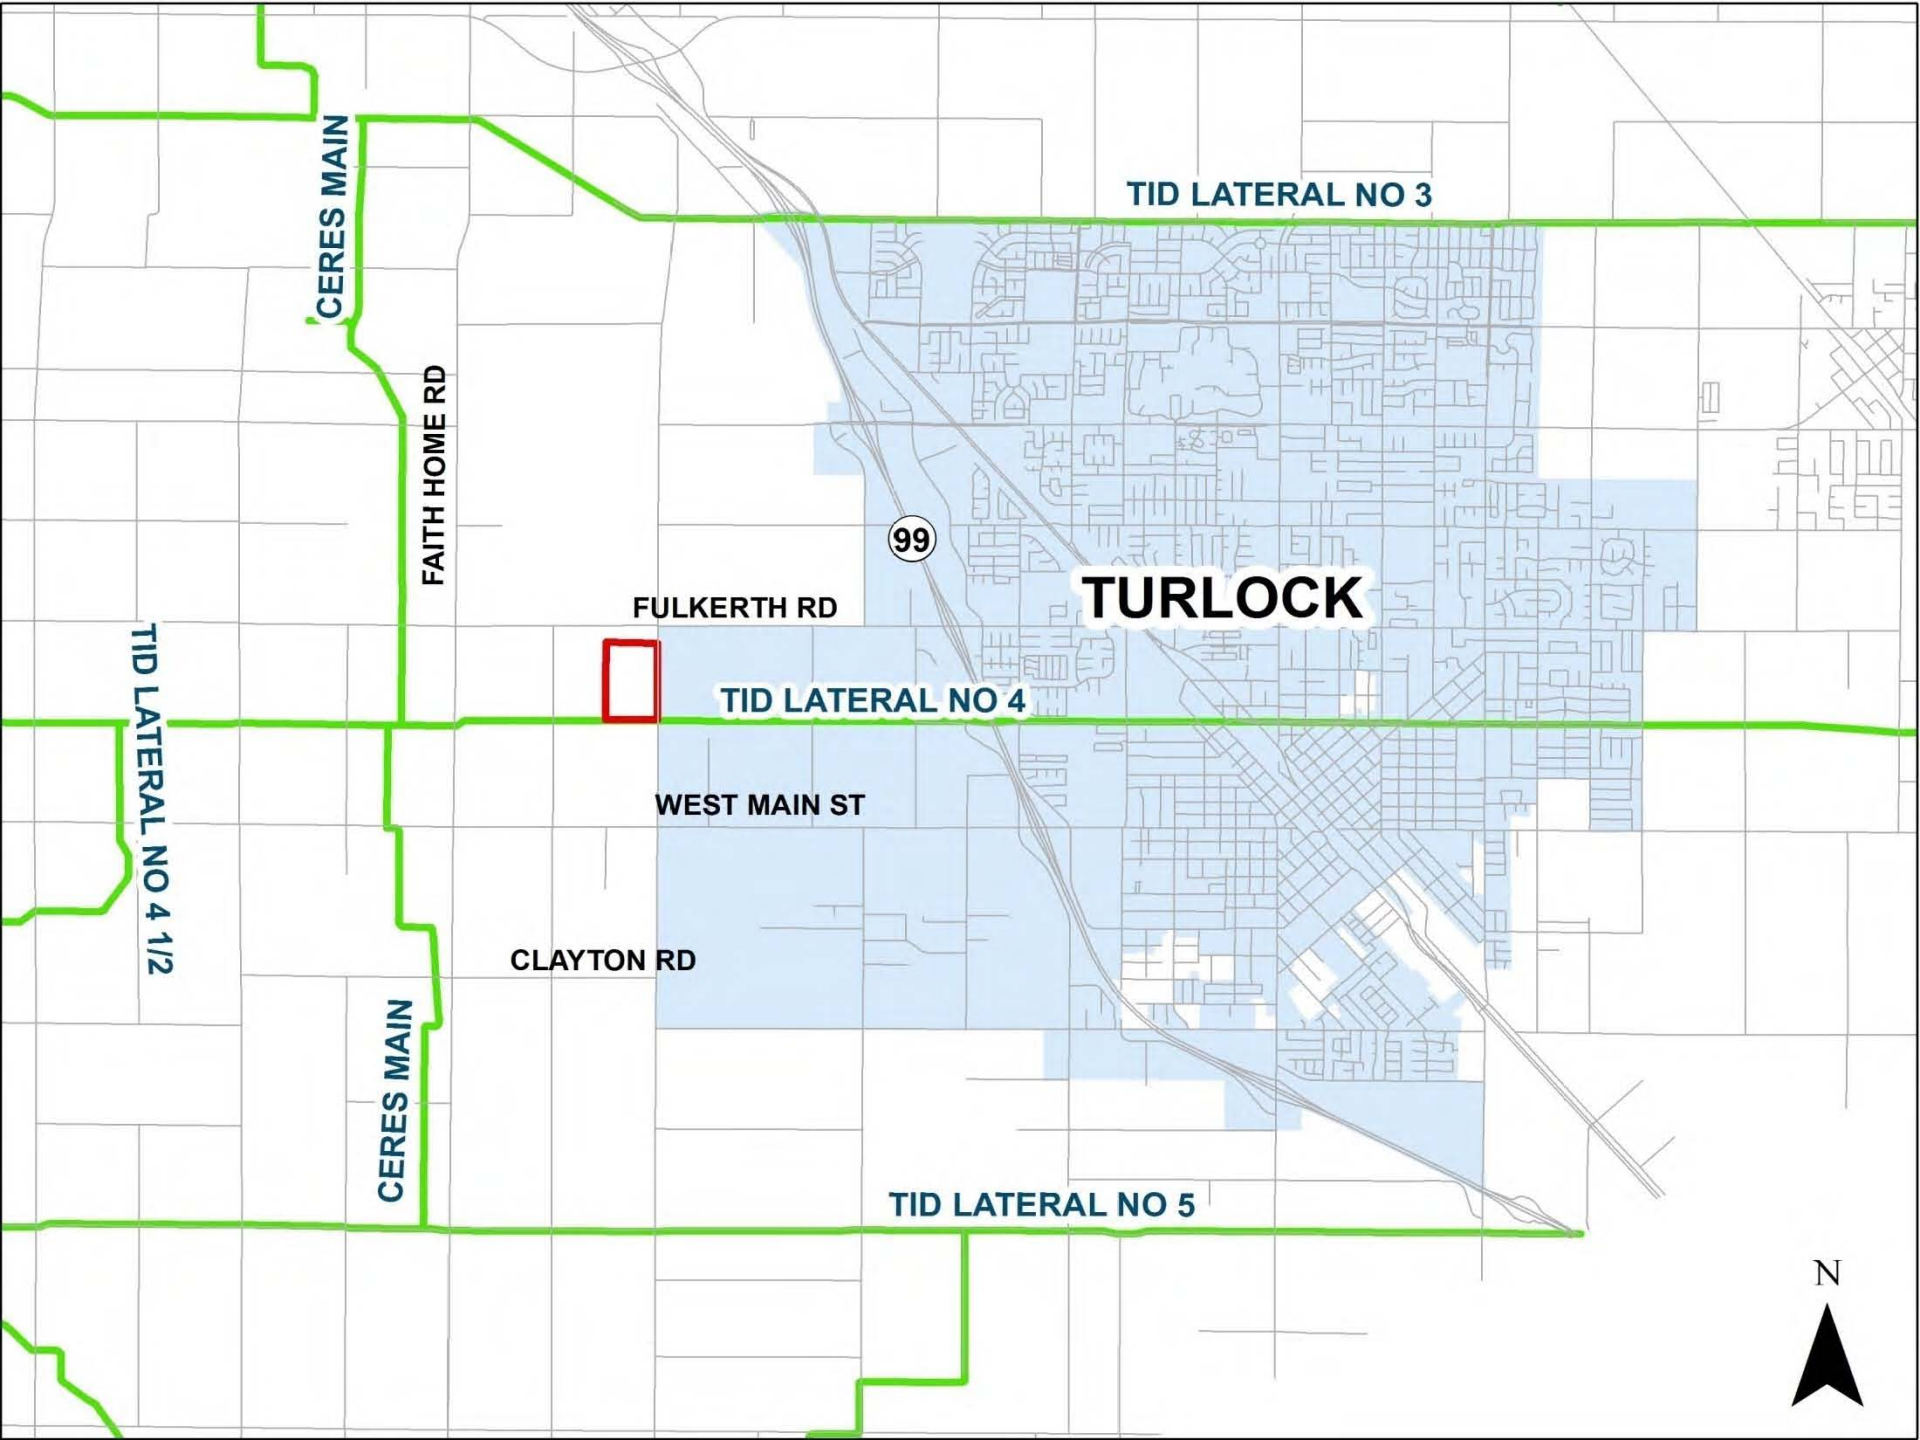 TID LATERAL NO 3
CERES MAIN
FAITH HOME RD
99
TURLOCK
FULKERTH RD
TID LATERAL NO 4
TID LATERAL NO 4 1/2
WEST MAIN ST
CLAYTON RD
CERES MAIN
TID LATERAL NO 5
N